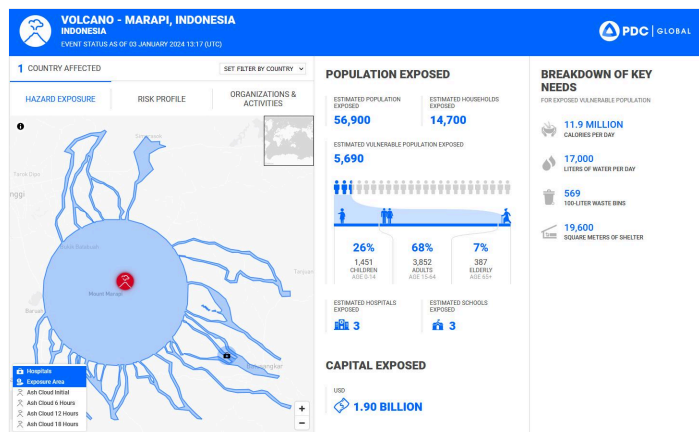 VOLCANO - MARAPI, INDONESIA
INDONESIA
EVENT STATUS AS OF 03 JANUARY 2024 13:17 (UTC)
PDC | GLOBAL
1 COUNTRY AFFECTED
SET FILTER BY COUNTRY
HAZARD EXPOSURE
RISK PROFILE
ORGANIZATIONS &
ACTIVITIES
nggi
Mount Marapi
Baruah
Hospitals
Exposure Area
Ash Cloud Initial
Ash Cloud 6 Hours
Ash Cloud 12 Hours
Ash Cloud 18 Hours
+
−
POPULATION EXPOSED
ESTIMATED POPULATION
EXPOSED
56,900
ESTIMATED HOUSEHOLDS
EXPOSED
14,700
ESTIMATED VULNERABLE POPULATION EXPOSED
5,690
26%
1,451
CHILDREN
AGE 0-14
68%
3,852
ADULTS
AGE 15-64
7%
387
ELDERLY
AGE 65+
ESTIMATED HOSPITALS
EXPOSED
3
ESTIMATED SCHOOLS
EXPOSED
3
CAPITAL EXPOSED
USD
1.90 BILLION
BREAKDOWN OF KEY
NEEDS
FOR EXPOSED VULNERABLE POPULATION
11.9 MILLION
CALORIES PER DAY
17,000
LITERS OF WATER PER DAY
569
100-LITER WASTE BINS
19,600
SQUARE METERS OF SHELTER